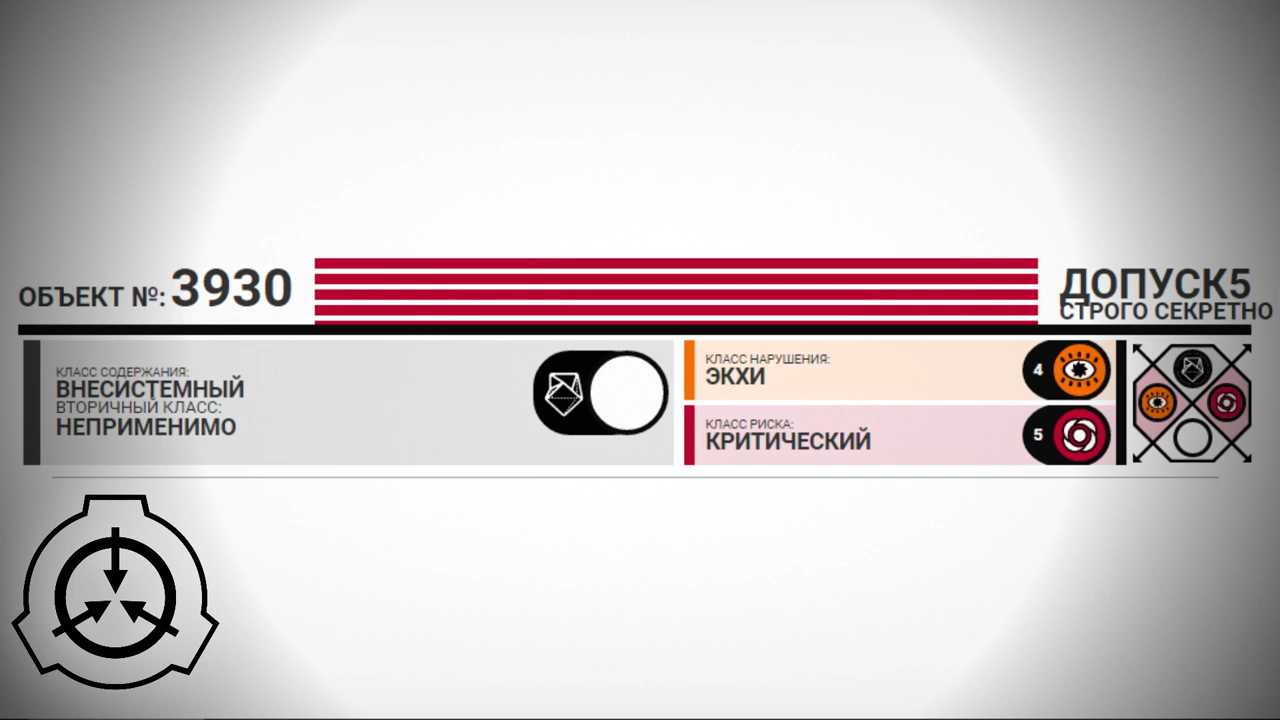 ОБЪЕКТ №: 3930
ДОПУСК5
СТРОГО СЕКРЕТНО
КЛАСС СОДЕРЖАНИЯ:
ВНЕСИСТЕМНЫЙ
ВТОРИЧНЫЙ КЛАСС:
НЕПРИМЕНИМО
КЛАСС НАРУШЕНИЯ:
ЭКХИ
4
КЛАСС РИСКА:
КРИТИЧЕСКИЙ
5